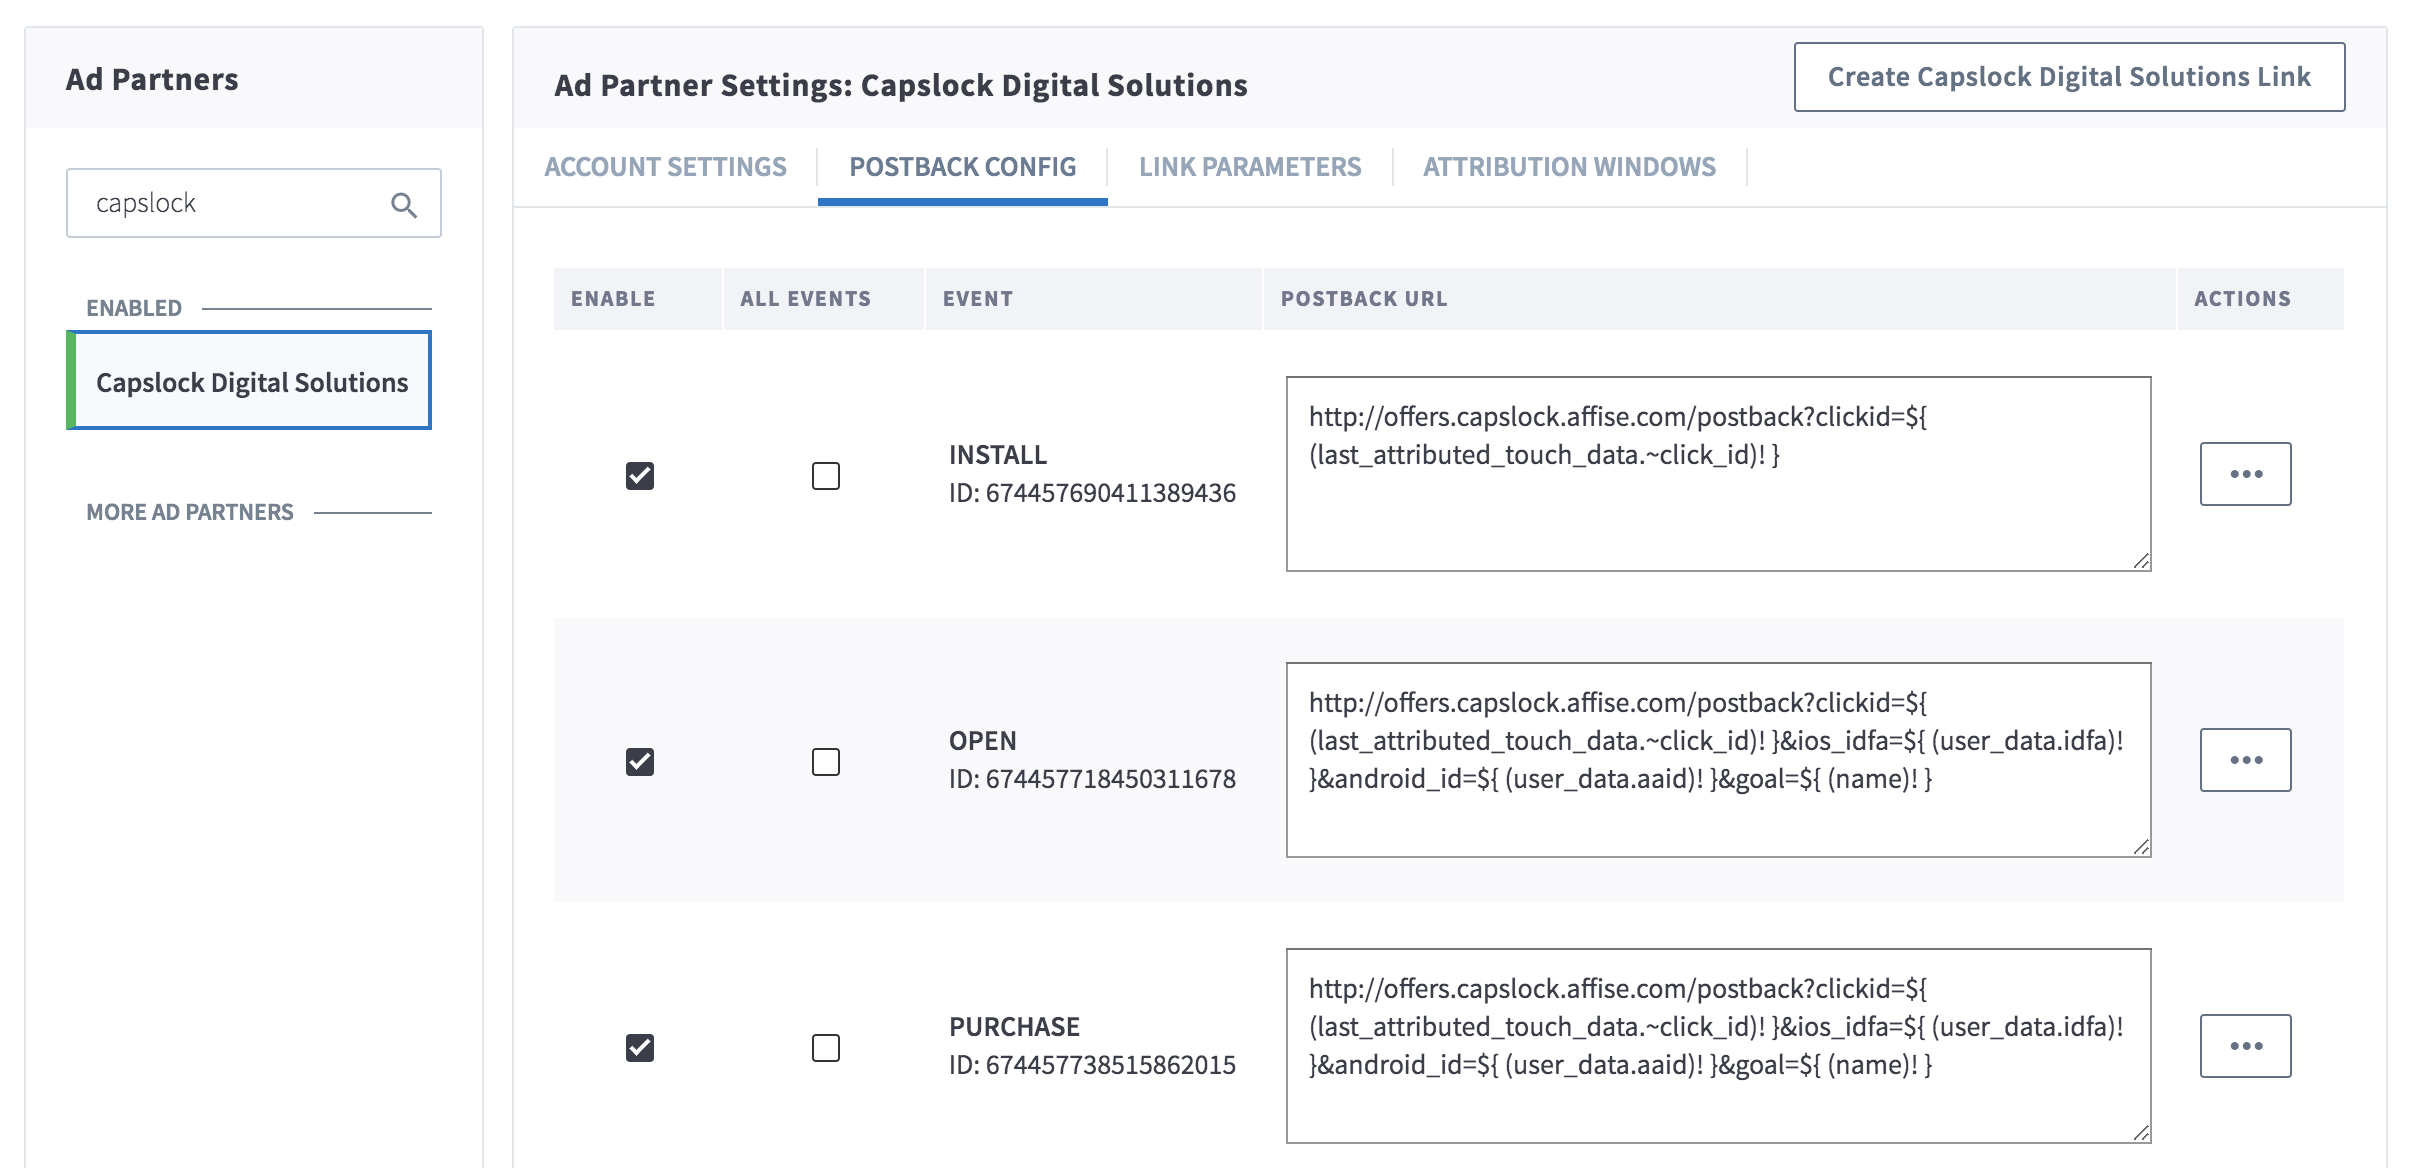 Ad Partners
capslock
ENABLED
Capslock Digital Solutions
MORE AD PARTNERS
Ad Partner Settings: Capslock Digital Solutions
Create Capslock Digital Solutions Link
ACCOUNT SETTINGS
POSTBACK CONFIG
LINK PARAMETERS
ATTRIBUTION WINDOWS
ENABLE
ALL EVENTS
EVENT
POSTBACK URL
ACTIONS
INSTALL
ID: 674457690411389436
http://offers.capslock.affise.com/postback?clickid=${
(last_attributed_touch_data.~click_id)! }
OPEN
ID: 674457718450311678
http://offers.capslock.affise.com/postback?clickid=${
(last_attributed_touch_data.~click_id)! }&ios_idfa=${ (user_data.idfa)!
}&android_id=${ (user_data.aaid)! }&goal=${ (name)! }
PURCHASE
ID: 674457738515862015
http://offers.capslock.affise.com/postback?clickid=${
(last_attributed_touch_data.~click_id)! }&ios_idfa=${ (user_data.idfa)!
}&android_id=${ (user_data.aaid)! }&goal=${ (name)! }